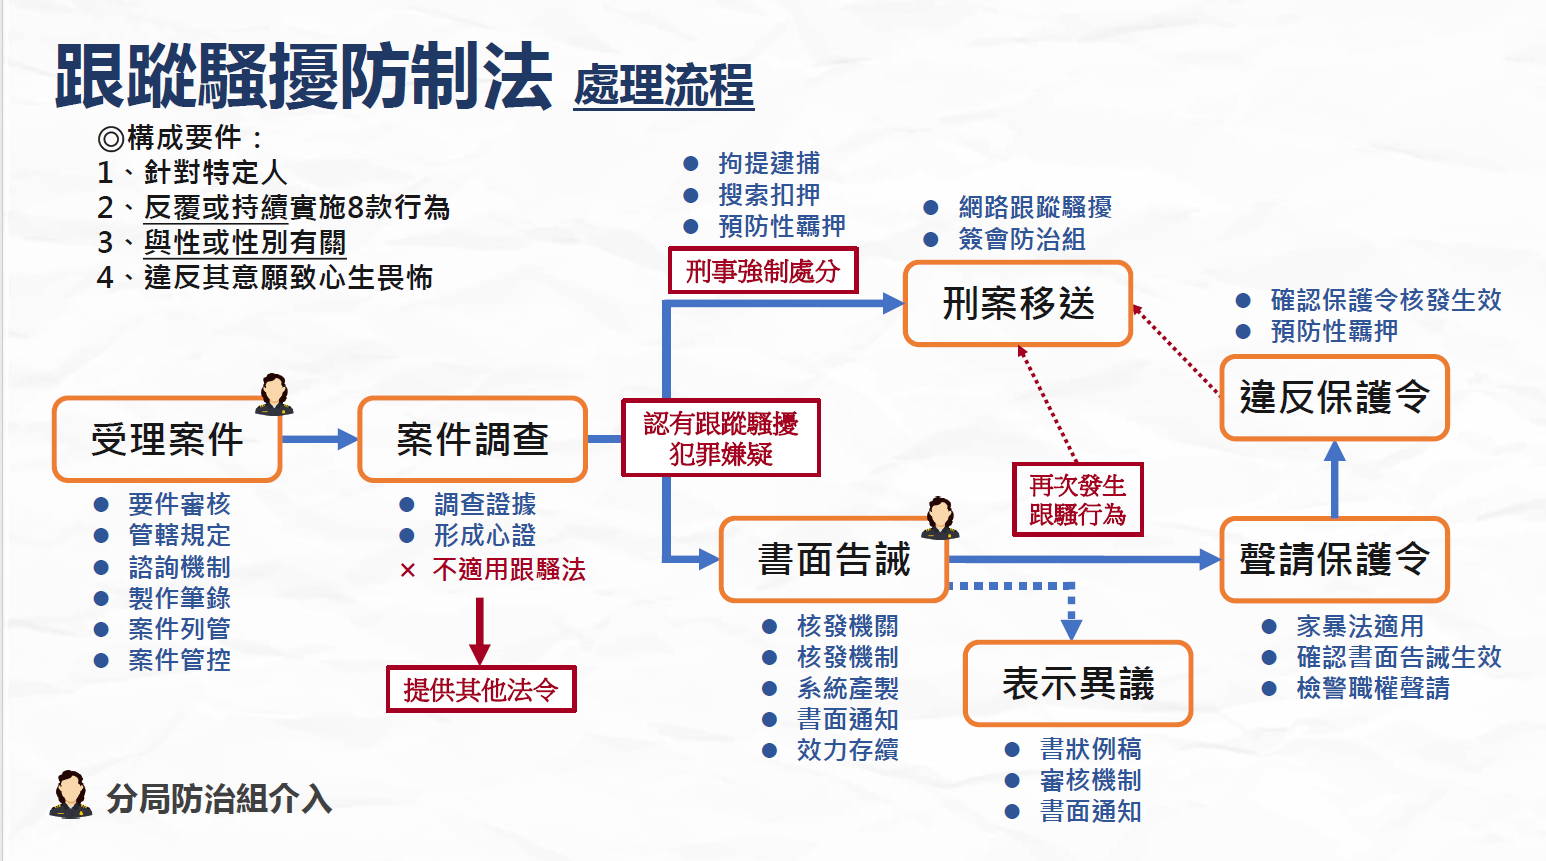 跟蹤騷擾防制法 處理流程
◎構成要件：
1、針對特定人
2、反覆或持續實施8款行為
3、與性或性別有關
4、違反其意願致心生畏怖
● 拘提逮捕
● 搜索扣押
● 預防性羈押
刑事強制處分
● 網路跟蹤騷擾
● 簽會防治組
刑案移送
● 確認保護令核發生效
● 預防性羈押
違反保護令
受理案件
● 要件審核
● 管轄規定
● 諮詢機制
● 製作筆錄
● 案件列管
● 案件管控
案件調查
● 調查證據
● 形成心證
× 不適用跟騷法
提供其他法令
認有跟蹤騷擾
犯罪嫌疑
再次發生
跟騷行為
書面告誡
● 核發機關
● 核發機制
● 系統產製
● 書面通知
● 效力存續
聲請保護令
● 家暴法適用
● 確認書面告誡生效
● 檢警職權聲請
表示異議
● 書狀例稿
● 審核機制
● 書面通知
分局防治組介入